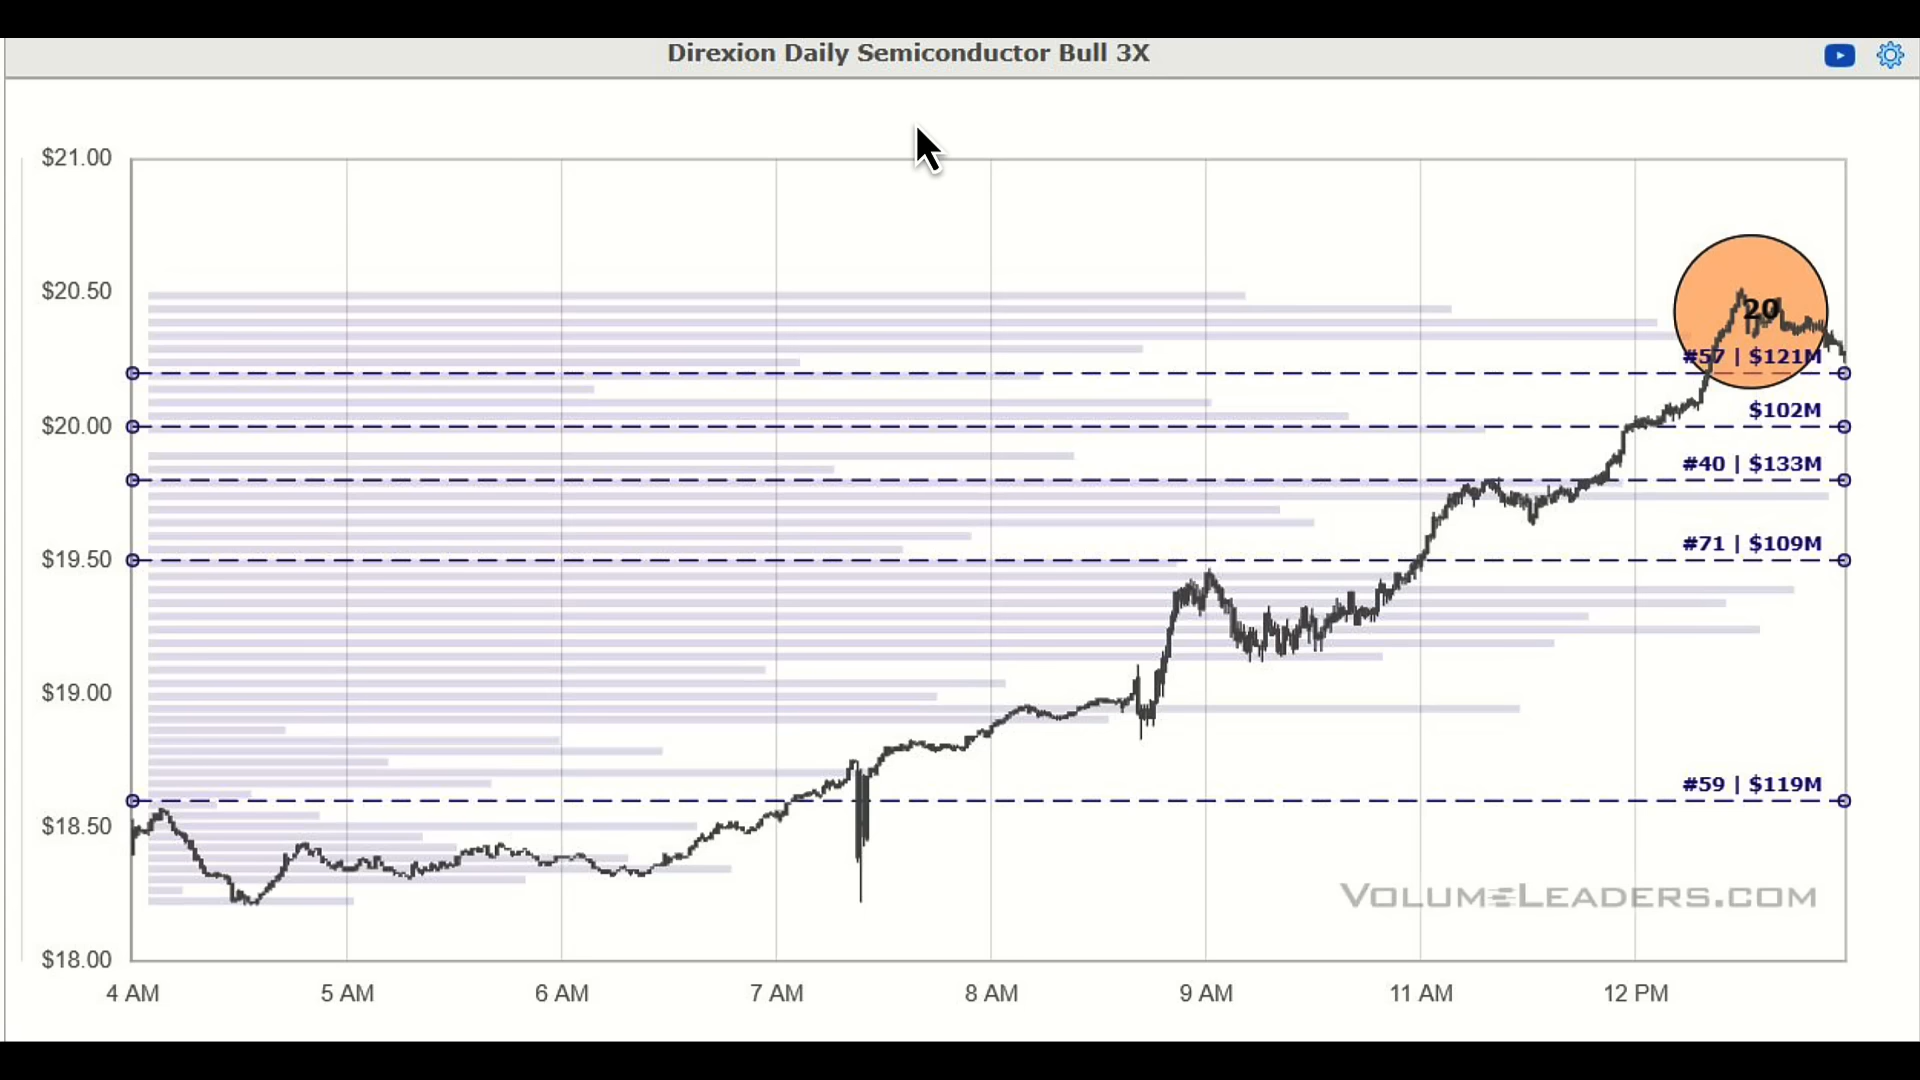 Direxion Daily Semiconductor Bull 3X
$21.00
$20.50
20
#57 | $121M
$102M
$20.00
#40 | $133M
#71 | $109M
$19.50
$19.00
#59 | $119M
$18.50
VOLUMELEADERS.COM
$18.00
4 AM 5 AM 6 AM 7 AM 8 AM 9 AM 11 AM 12 PM